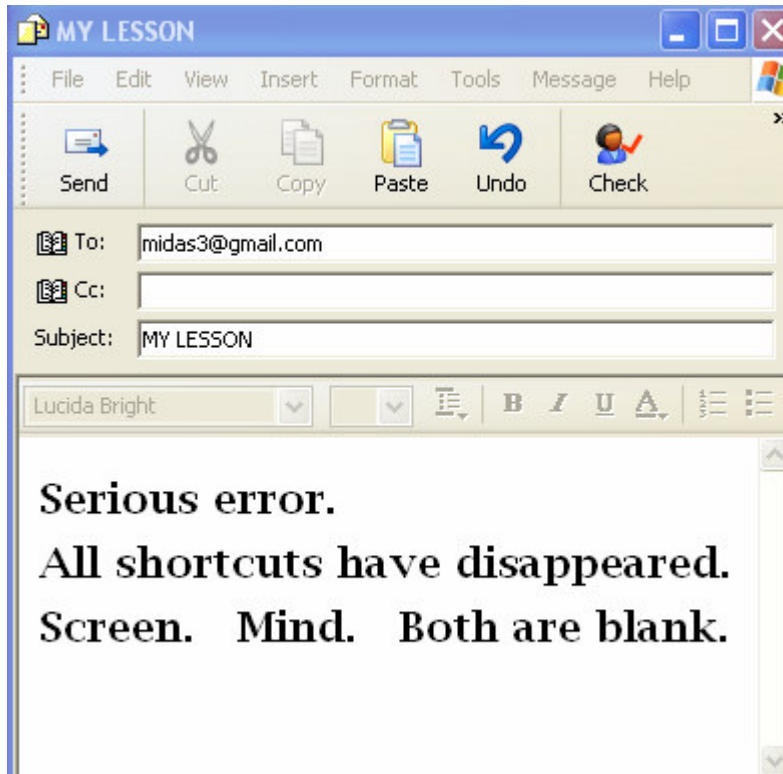 MY LESSON
File Edit View Insert Format Tools Message Help
Send Cut Copy Paste Undo Check
To: midas3@gmail.com
Cc:
Subject: MY LESSON
Lucida Bright B I U A
Serious error.
All shortcuts have disappeared.
Screen. Mind. Both are blank.